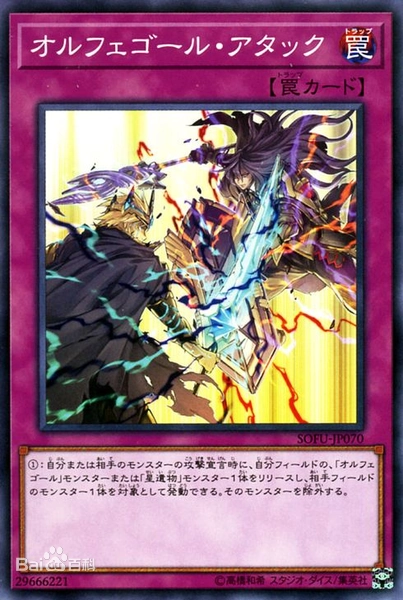 オルフェゴール・アタック
トラップ
罠
トラップ
【罠カード】
SOFU-JP070
①:自分または相手のモンスターの攻撃宣言時に、自分フィールドの、「オルフェ
ゴール」モンスターまたは「星遺物」モンスター1体をリリースし、相手フィールド
のモンスター1体を対象として発動できる。そのモンスターを除外する。
Bai百科
29666221
©高橋和希 スタジオ・ダイス/集英社